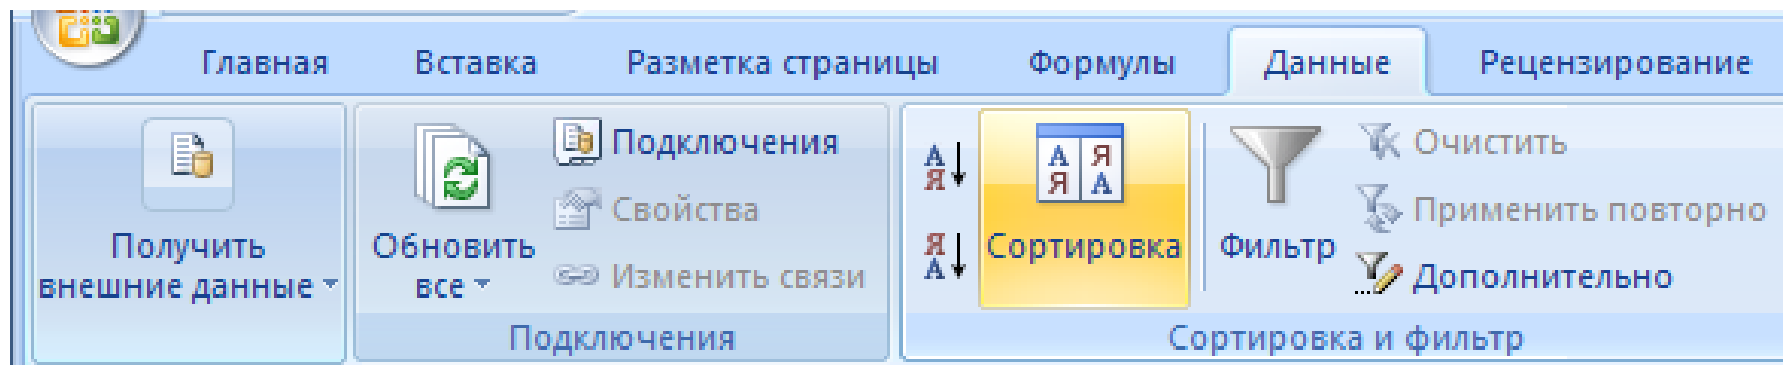 Главная Вставка Разметка страницы Формулы Данные Рецензирование
Получить
внешние данные
Обновить
все
Подключения
Свойства
Изменить связи
Подключения
А
Я
Я
А
А Я
Я А
Сортировка
Фильтр
Очистить
Применить повторно
Дополнительно
Сортировка и фильтр